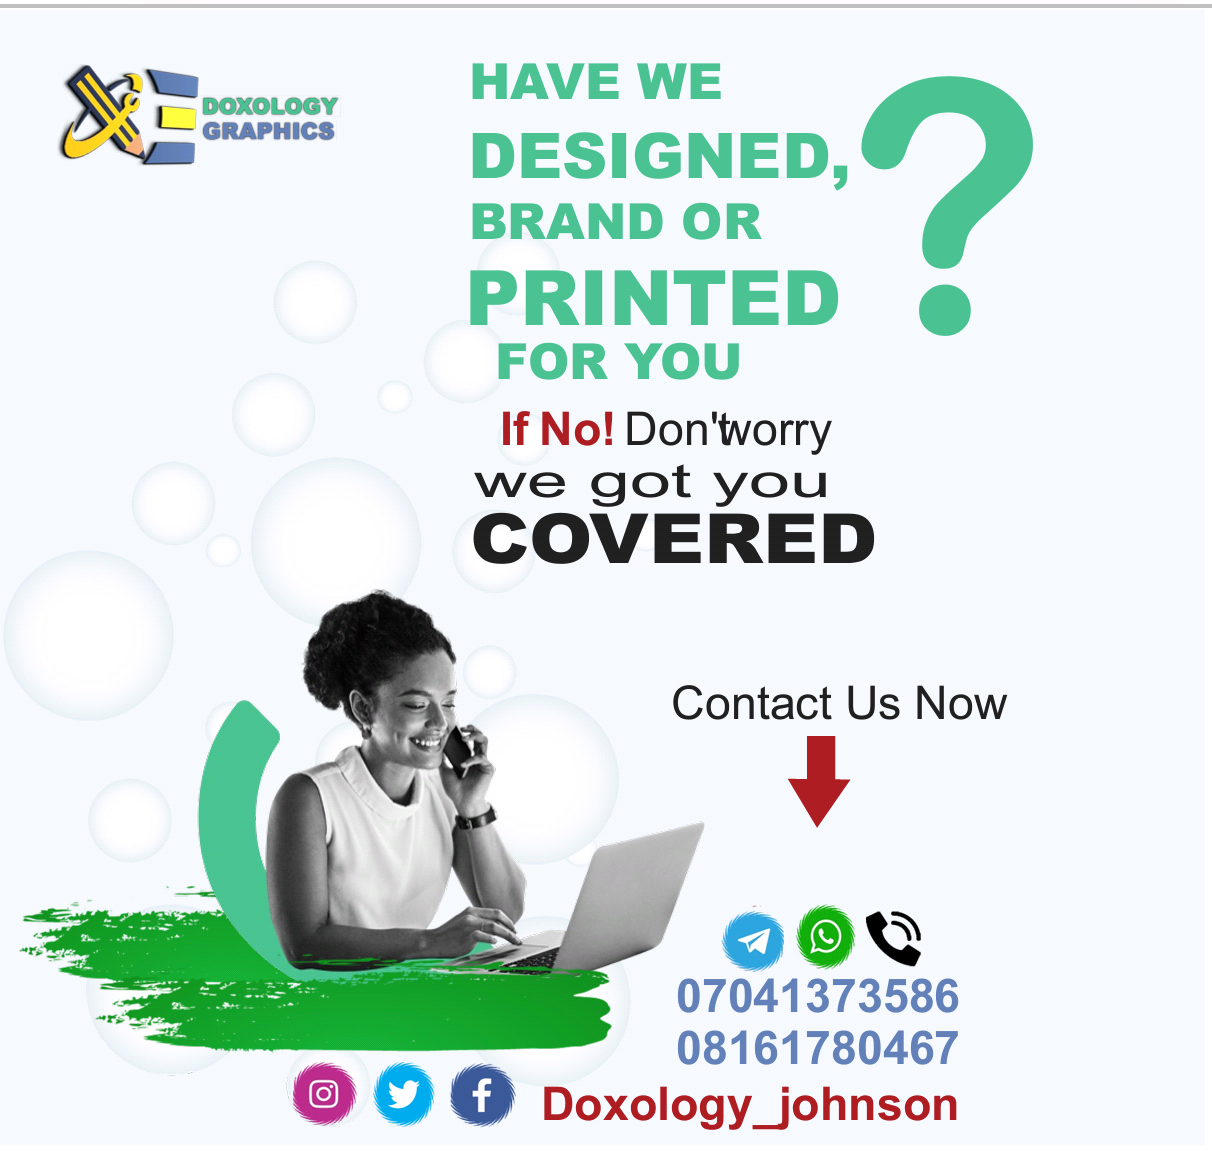 DOXOLOGY
GRAPHICS
HAVE WE
DESIGNED,
BRAND OR
PRINTED
FOR YOU
?
If No! Don't worry
we got you
COVERED
Contact Us Now
07041373586
08161780467
Doxology_johnson